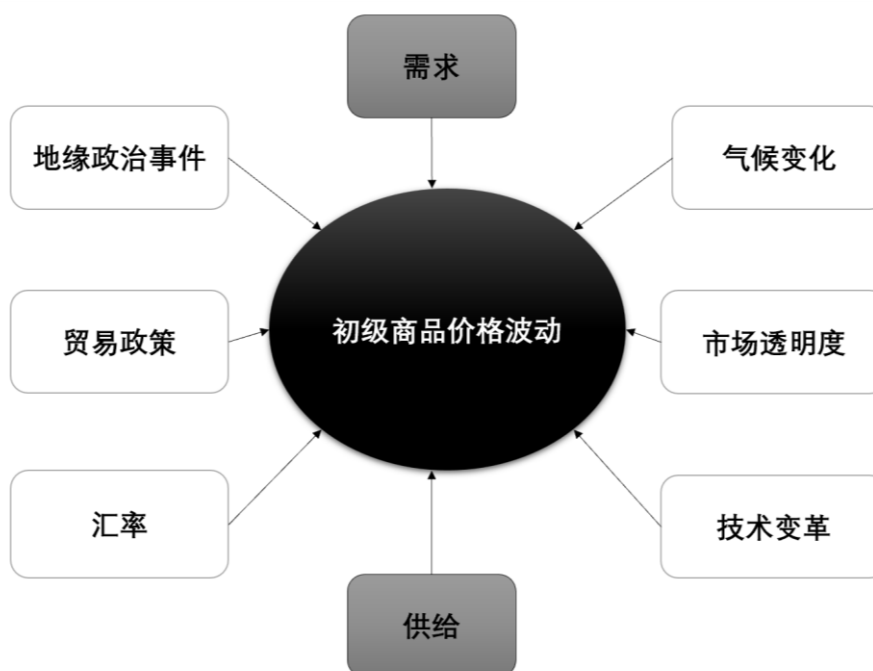 需求
地缘政治事件
气候变化
贸易政策
初级商品价格波动
市场透明度
汇率
技术变革
供给